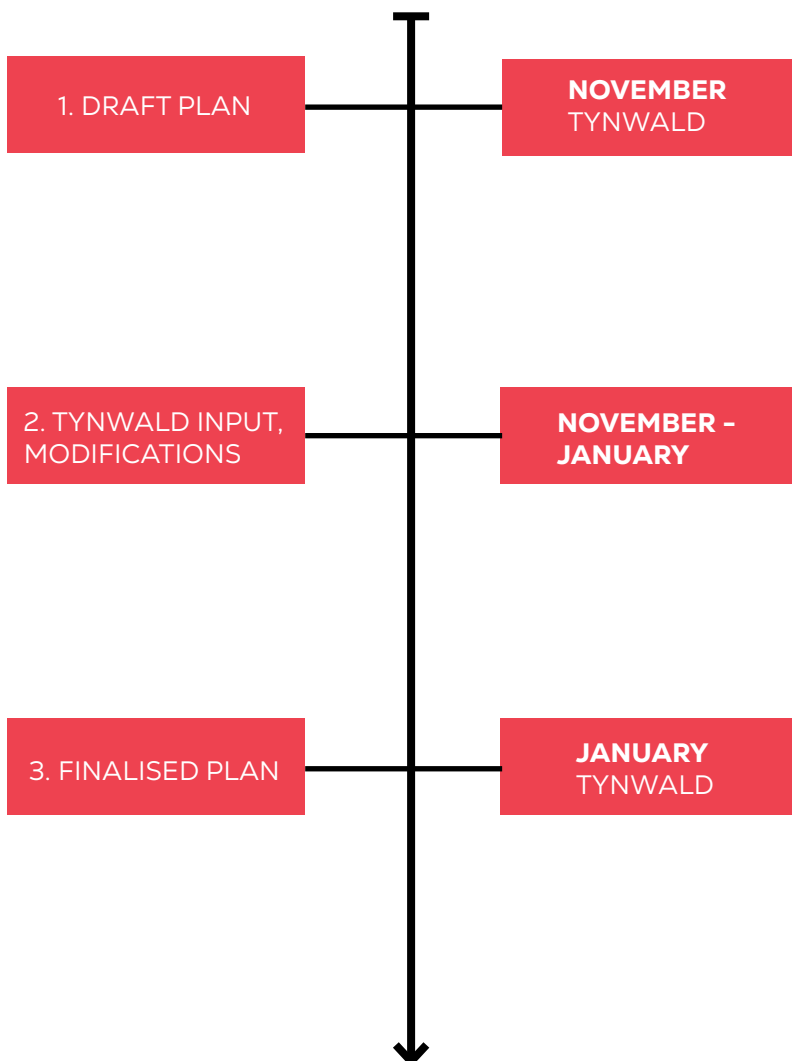 1. DRAFT PLAN
NOVEMBER
TYNWALD
2. TYNWALD INPUT,
MODIFICATIONS
NOVEMBER -
JANUARY
3. FINALISED PLAN
JANUARY
TYNWALD